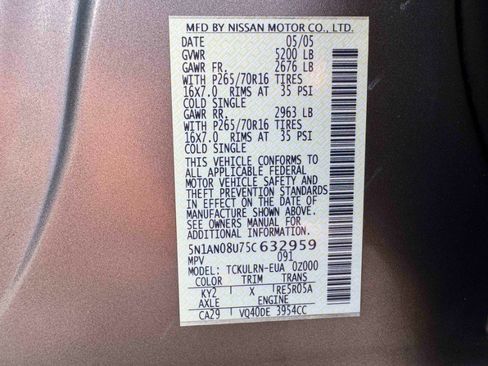 MFD BY NISSAN MOTOR CO., LTD.
DATE 05/05
GVWR 5200 LB
GAWR FR. 2676 LB
WITH P265/70R16 TIRES
16X7.0 RIMS AT 35 PSI
COLD SINGLE
GAWR RR. 2963 LB
WITH P265/70R16 TIRES
16X7.0 RIMS AT 35 PSI
COLD SINGLE
THIS VEHICLE CONFORMS TO
ALL APPLICABLE FEDERAL
MOTOR VEHICLE SAFETY AND
THEFT PREVENTION STANDARDS
IN EFFECT ON THE DATE OF
MANUFACTURE SHOWN ABOVE.
SEE OWNERS MANUAL FOR
ADDITIONAL INFORMATION.
5N1AN08U75C632959
MPV 091
MODEL: TCKULRN-EUA 0Z000
COLOR TRIM TRANS
KY2 X RE5R05A
AXLE ENGINE
CA29 VQ40DE 3954CC